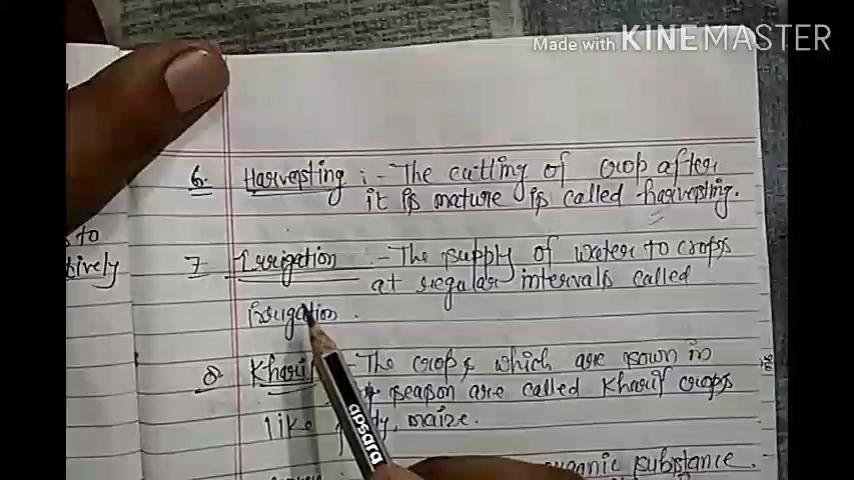 Made with KINEMASTER
6. Harvesting :- The cutting of crop after
it is mature is called harvesting.
to
tively
7 Irrigation :- The supply of water to crops
at regular intervals called
irrigation.
8 Kharif - The crops which are sown in
season are called Kharif crops
like maize.
organic substance.
apsara